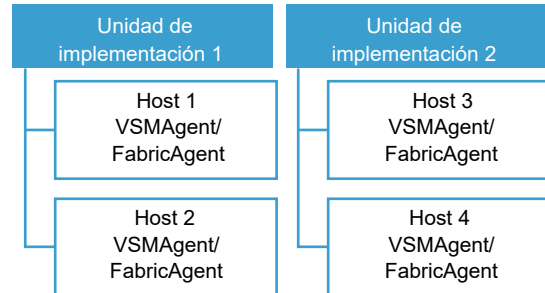 Unidad de
implementación 1
Host 1
VSMAgent/
FabricAgent
Host 2
VSMAgent/
FabricAgent
Unidad de
implementación 2
Host 3
VSMAgent/
FabricAgent
Host 4
VSMAgent/
FabricAgent